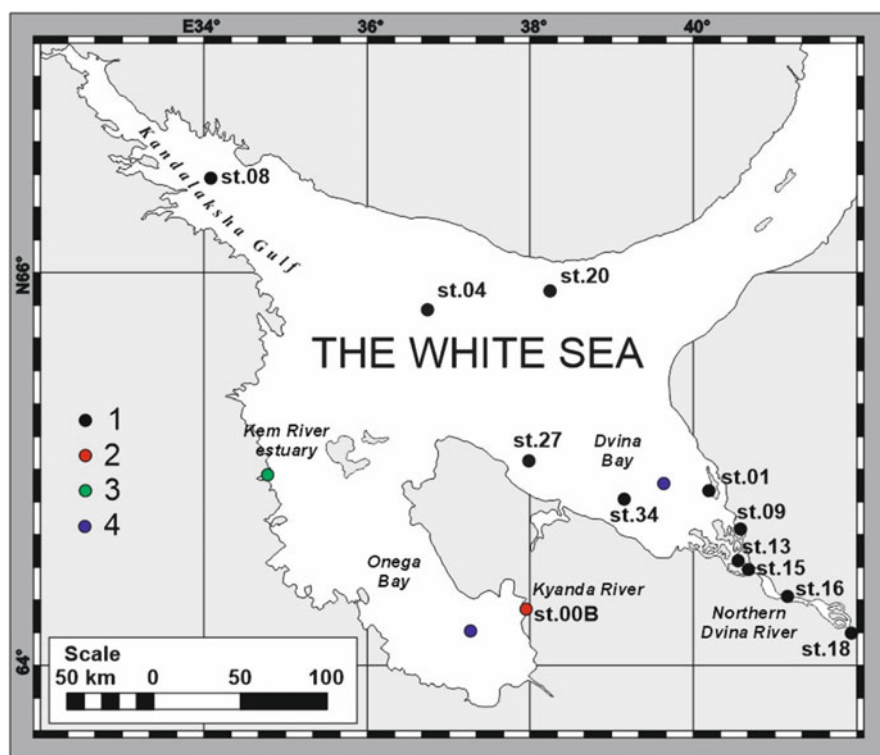 E34°
36°
38°
40°
N66°
64°
Kandalaksha Gulf
st.08
st.04
st.20
THE WHITE SEA
1
2
3
4
Kem River
estuary
st.27
Dvina
Bay
st.01
st.34
st.09
st.13
st.15
st.16
Onega
Bay
Kyanda River
st.00B
Northern
Dvina River
st.18
Scale
50 km 0 50 100